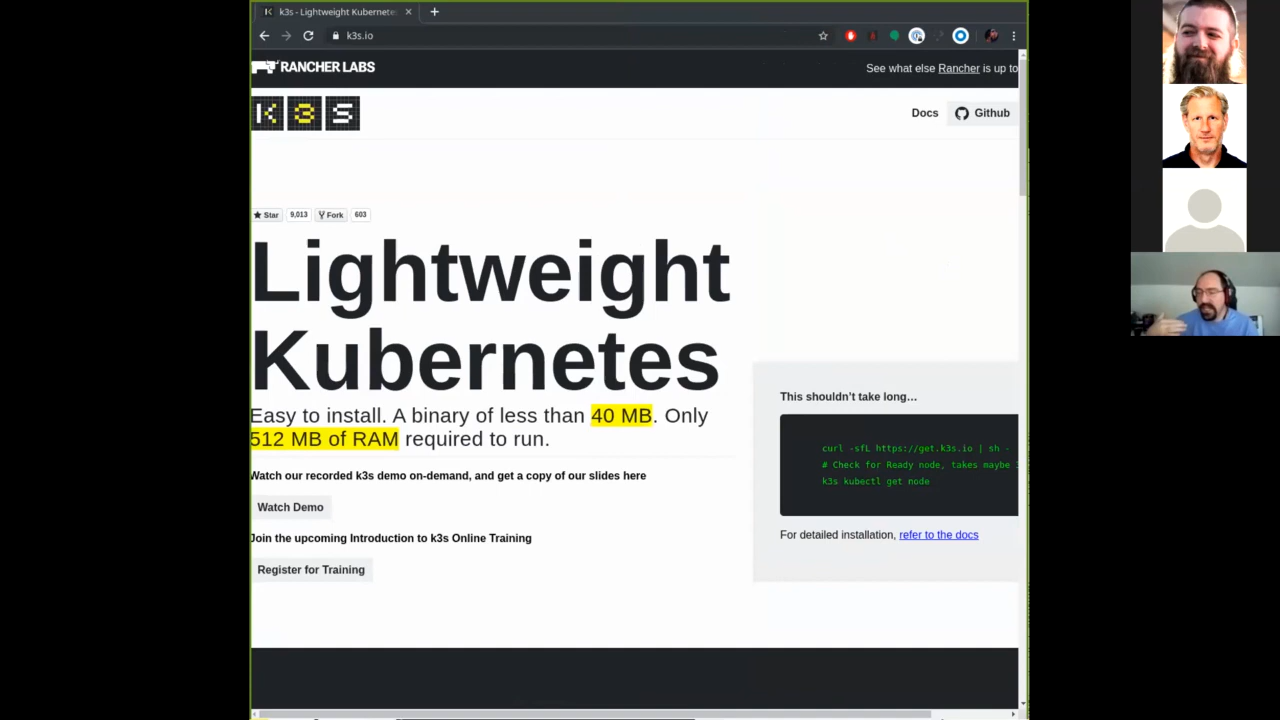 k3s - Lightweight Kubernetes
k3s.io
RANCHER LABS
See what else Rancher is up to
K3S
Docs
Github
Star
9,013
Fork
603
Lightweight
Kubernetes
Easy to install. A binary of less than 40 MB. Only
512 MB of RAM required to run.
Watch our recorded k3s demo on-demand, and get a copy of our slides here
Watch Demo
Join the upcoming Introduction to k3s Online Training
Register for Training
This shouldn't take long…
curl -sfL https://get.k3s.io | sh -
# Check for Ready node, takes maybe
k3s kubectl get node
For detailed installation, refer to the docs